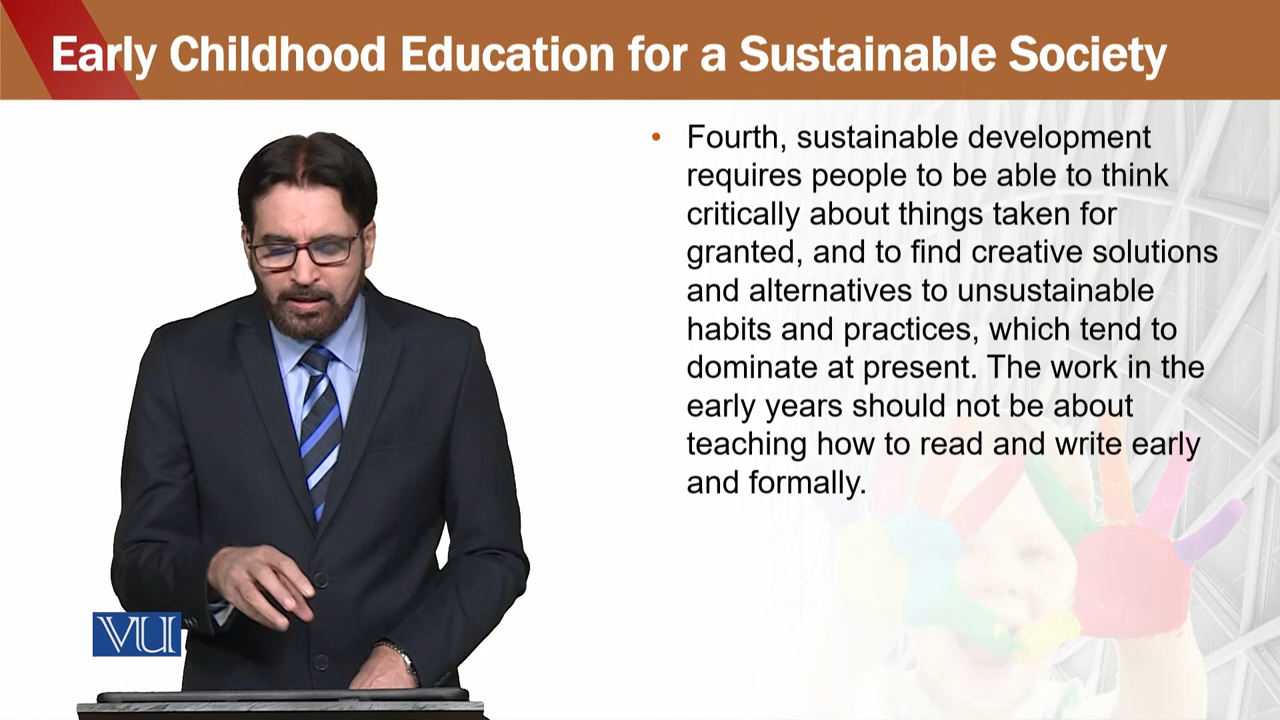 Early Childhood Education for a Sustainable Society
• Fourth, sustainable development
requires people to be able to think
critically about things taken for
granted, and to find creative solutions
and alternatives to unsustainable
habits and practices, which tend to
dominate at present. The work in the
early years should not be about
teaching how to read and write early
and formally.
VU